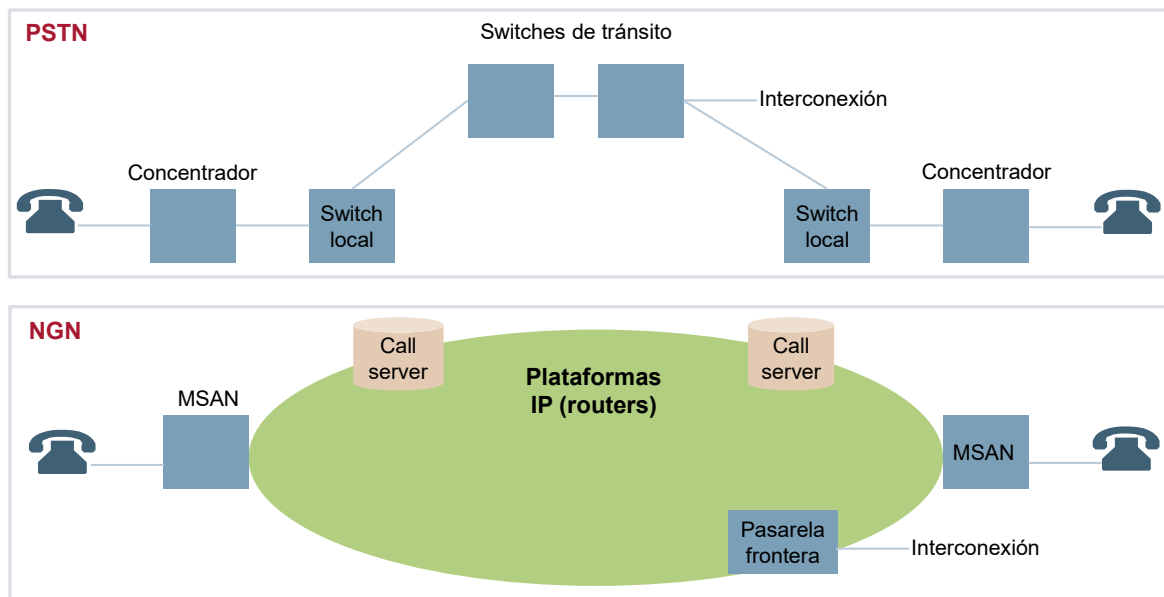 PSTN
Switches de tránsito
Interconexión
Concentrador
Concentrador
Switch
local
Switch
local
NGN
Call
server
Call
server
Plataformas
IP (routers)
MSAN
MSAN
Pasarela
frontera
Interconexión